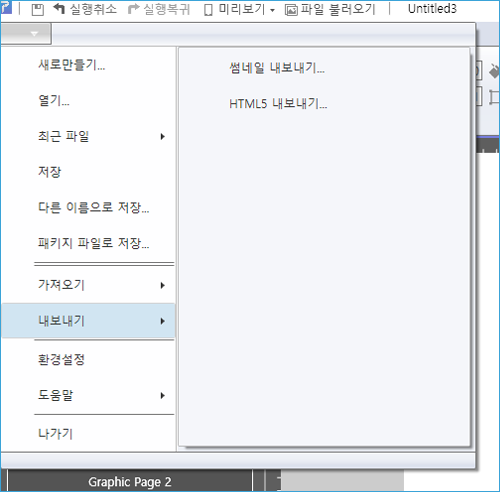 실행취소 실행복귀 미리보기 파일 불러오기 Untitled3
새로만들기...
썸네일 내보내기...
열기...
HTML5 내보내기...
최근 파일
저장
다른 이름으로 저장...
패키지 파일로 저장...
가져오기
내보내기
환경설정
도움말
나가기
Graphic Page 2